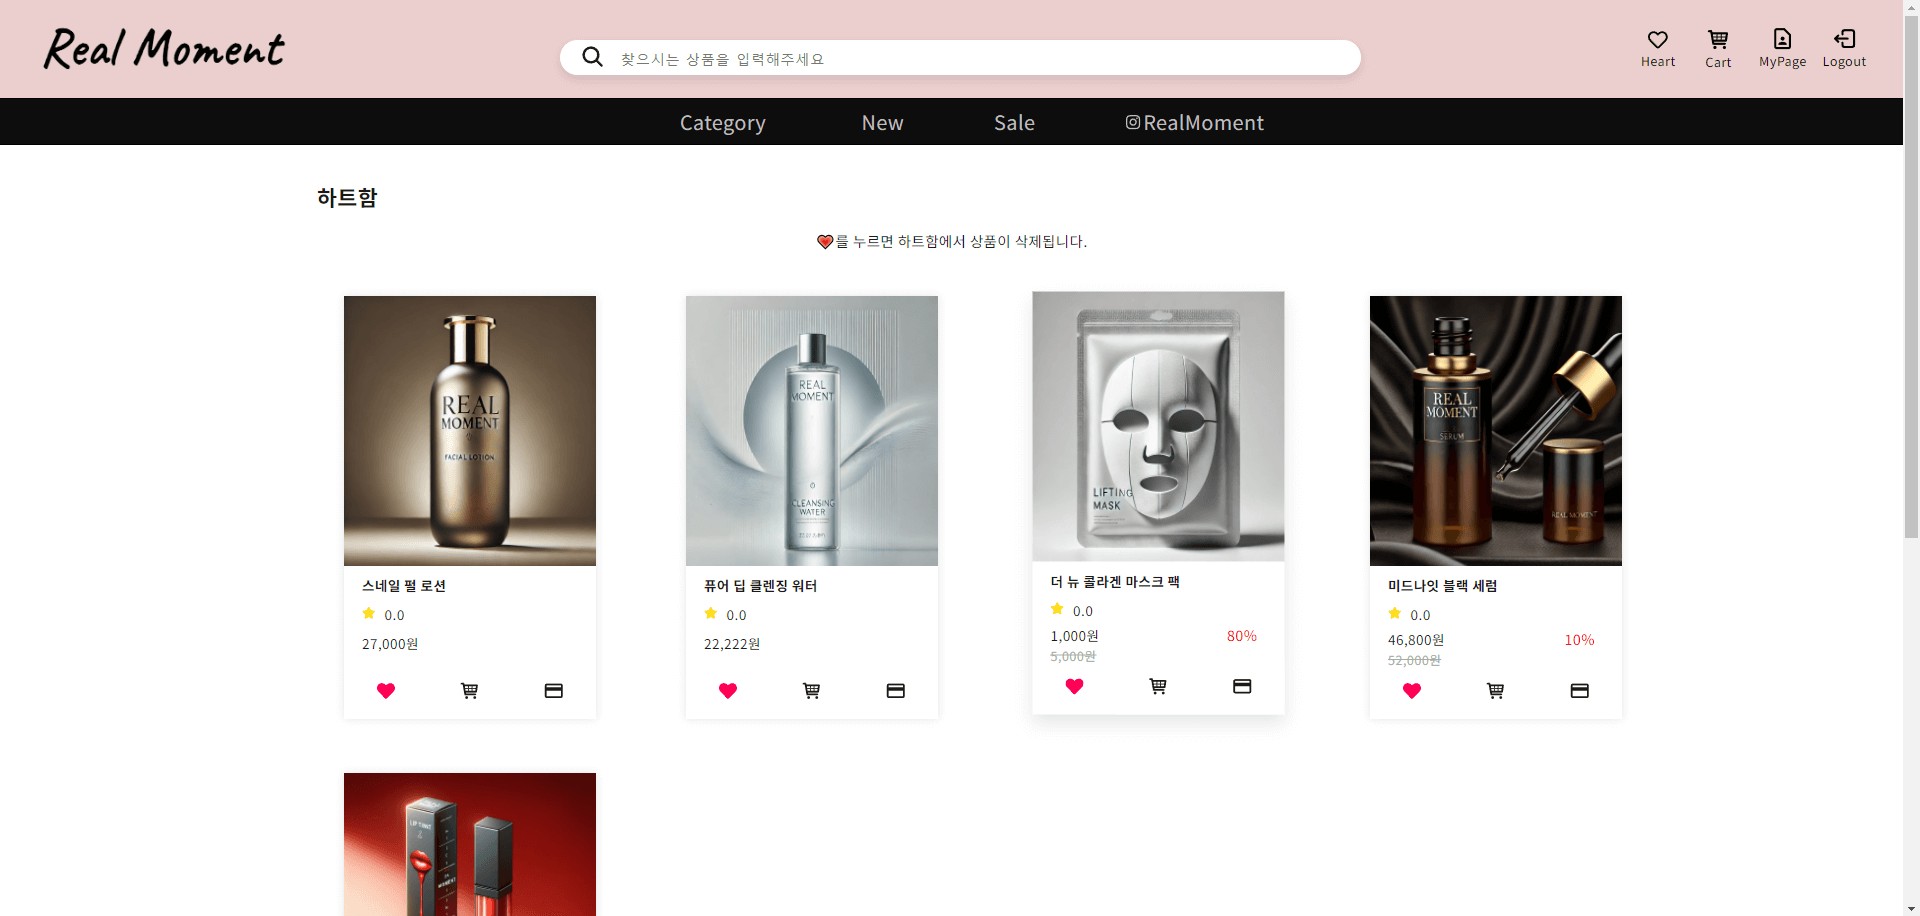 Real Moment
찾으시는 상품을 입력해주세요
Heart
Cart
MyPage
Logout
Category
New
Sale
RealMoment
하트함
를 누르면 하트함에서 상품이 삭제됩니다.
REAL
MOMENT
FACIAL LOTION
스네일 펄 로션
0.0
27,000원
REAL
MOMENT
CLEANSING
WATER
퓨어 딥 클렌징 워터
0.0
22,222원
LIFTING
MASK
더 뉴 콜라겐 마스크 팩
0.0
1,000원
80%
5,000원
REAL
MOMENT
SERUM
REAL MOMENT
미드나잇 블랙 세럼
0.0
46,800원
10%
52,000원